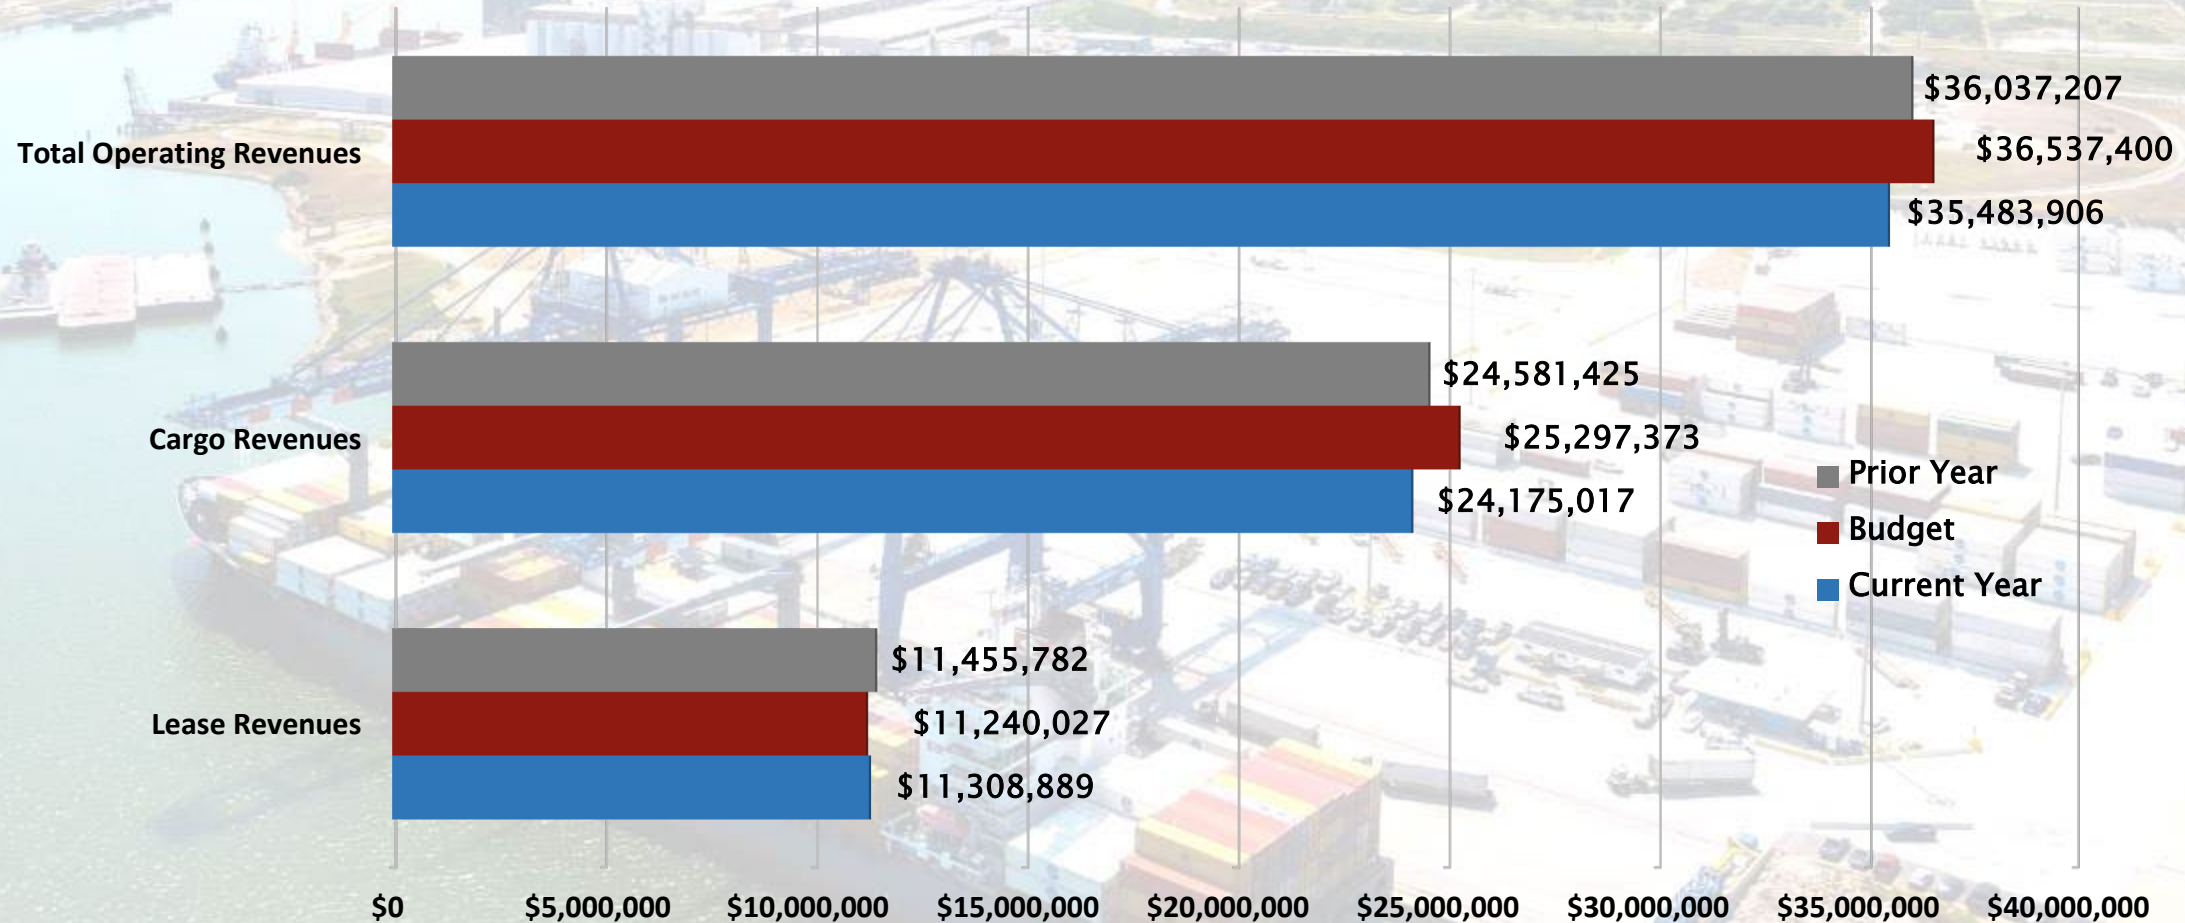 $36,037,207
Total Operating Revenues
$36,537,400
$35,483,906
$24,581,425
Cargo Revenues
$25,297,373
$24,175,017
Prior Year
Budget
Current Year
$11,455,782
Lease Revenues
$11,240,027
$11,308,889
$0 $5,000,000 $10,000,000 $15,000,000 $20,000,000 $25,000,000 $30,000,000 $35,000,000 $40,000,000